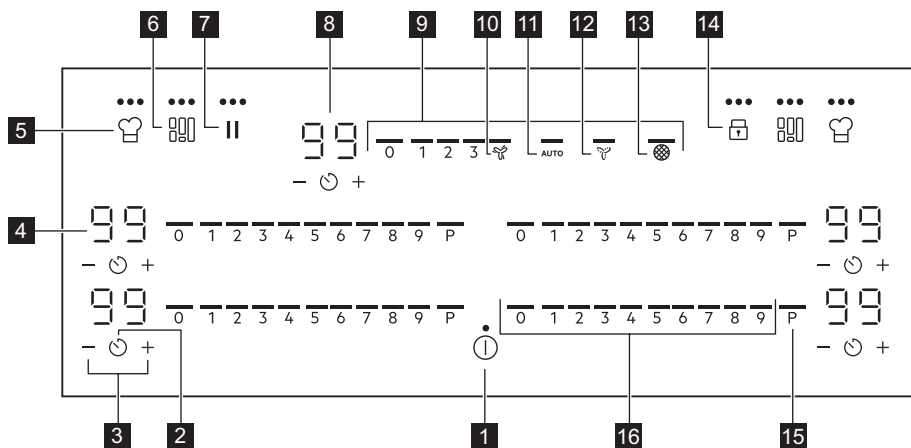 6 7 8 9 10 11 12 13 14
5
99 0 1 2 3 AUTO
− +
4 99 0 1 2 3 4 5 6 7 8 9 P 0 1 2 3 4 5 6 7 8 9 P 99
− + − +
99 0 1 2 3 4 5 6 7 8 9 P 0 1 2 3 4 5 6 7 8 9 P 99
− + − +
3 2 1 16 15